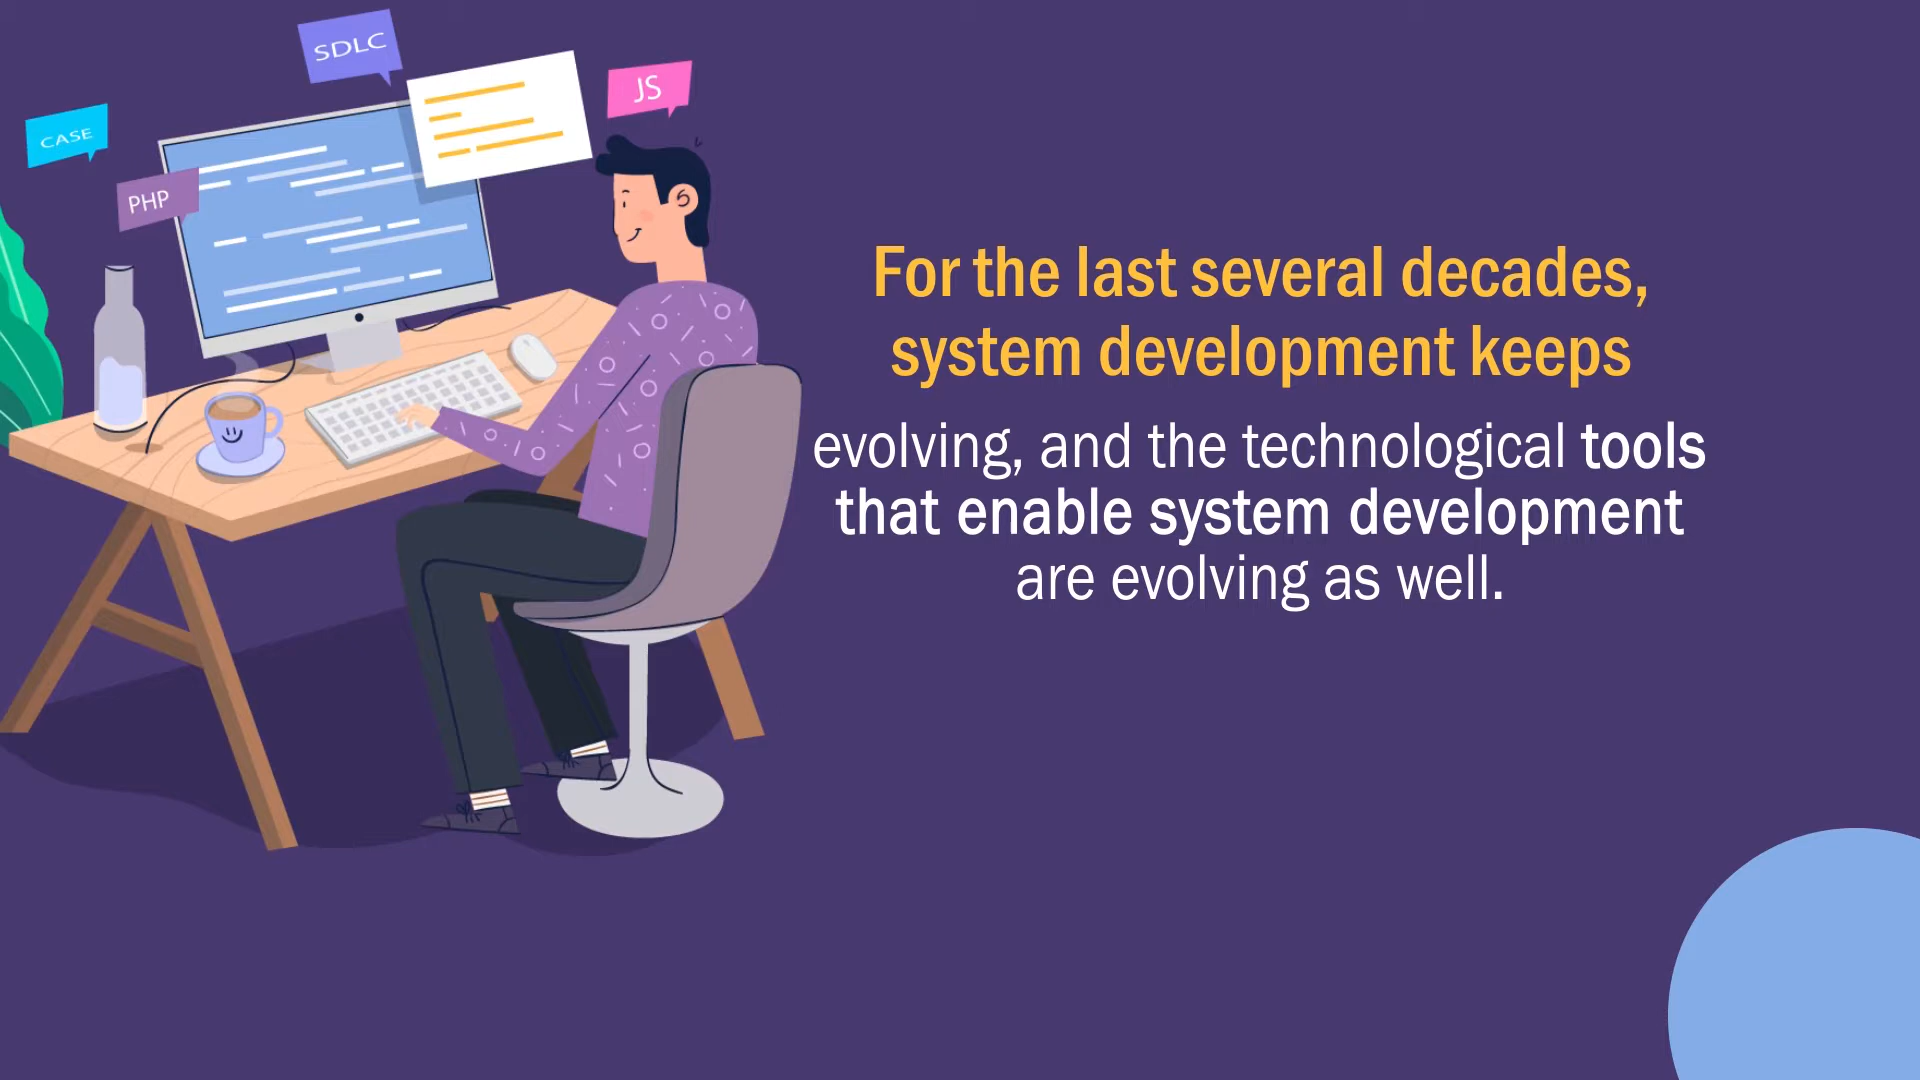 SDLC
JS
CASE
PHP
For the last several decades,
system development keeps
evolving, and the technological tools
that enable system development
are evolving as well.